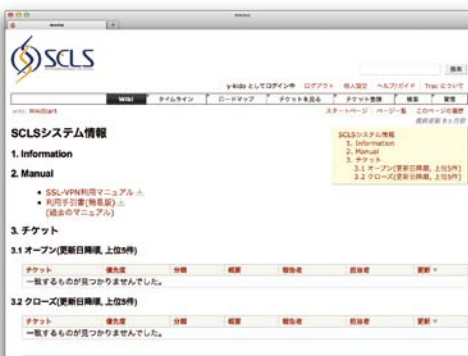 SCLS
検索
y-kido としてログイン中 ログアウト 個人設定 ヘルプ/ガイド Trac について
Wiki タイムライン ロードマップ チケットを見る チケット登録 検索 管理
wiki: WikiStart
スタートページ ページ一覧 このページの履歴
SCLSシステム情報
1. Information
2. Manual
3. チケット
3.1 オープン(更新日降順, 上位5件)
3.2 クローズ(更新日降順, 上位5件)
SCLSシステム情報
1. Information
2. Manual
SSL-VPN利用マニュアル
利用手引書(簡易版)
(過去のマニュアル)
3. チケット
3.1 オープン(更新日降順, 上位5件)
チケット 優先度 分類 概要 報告者 担当者 更新
一致するものが見つかりませんでした。
3.2 クローズ(更新日降順, 上位5件)
チケット 優先度 分類 概要 報告者 担当者 更新
一致するものが見つかりませんでした。